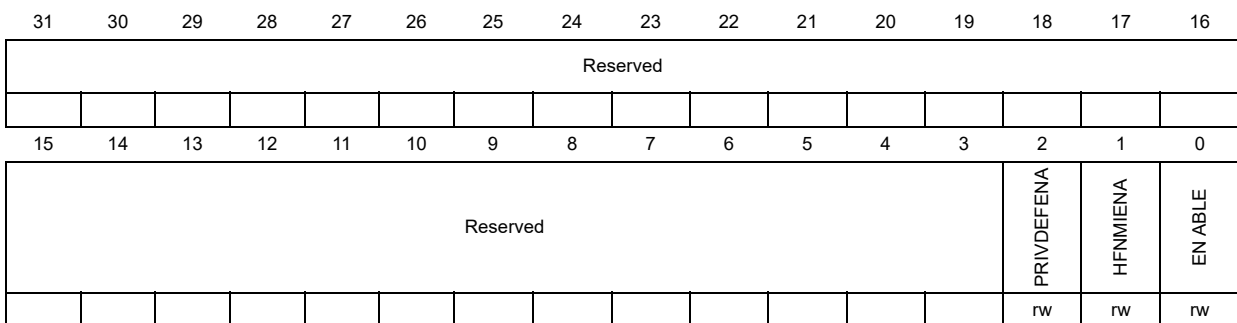 31 30 29 28 27 26 25 24 23 22 21 20 19 18 17 16
Reserved
15 14 13 12 11 10 9 8 7 6 5 4 3 2 1 0
Reserved
PRIVDEFENA
HFNMIENA
EN ABLE
rw rw rw